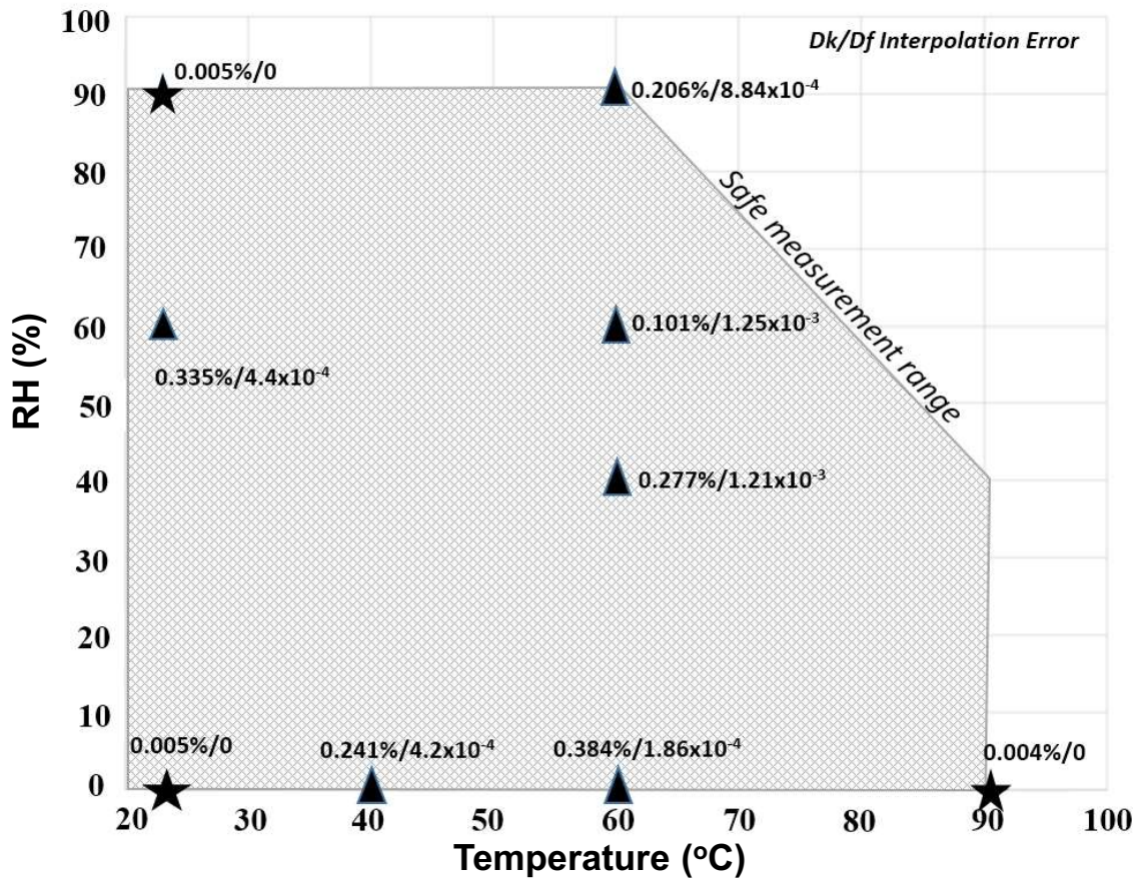 100
Dk/Df Interpolation Error
0.005%/0
90
0.206%/8.84x10⁻⁴
80
Safe measurement range
70
60
0.101%/1.25x10⁻³
0.335%/4.4x10⁻⁴
RH (%)
50
40
0.277%/1.21x10⁻³
30
20
10
0.005%/0
0.241%/4.2x10⁻⁴
0.384%/1.86x10⁻⁴
0.004%/0
0
20 30 40 50 60 70 80 90 100
Temperature (ºC)